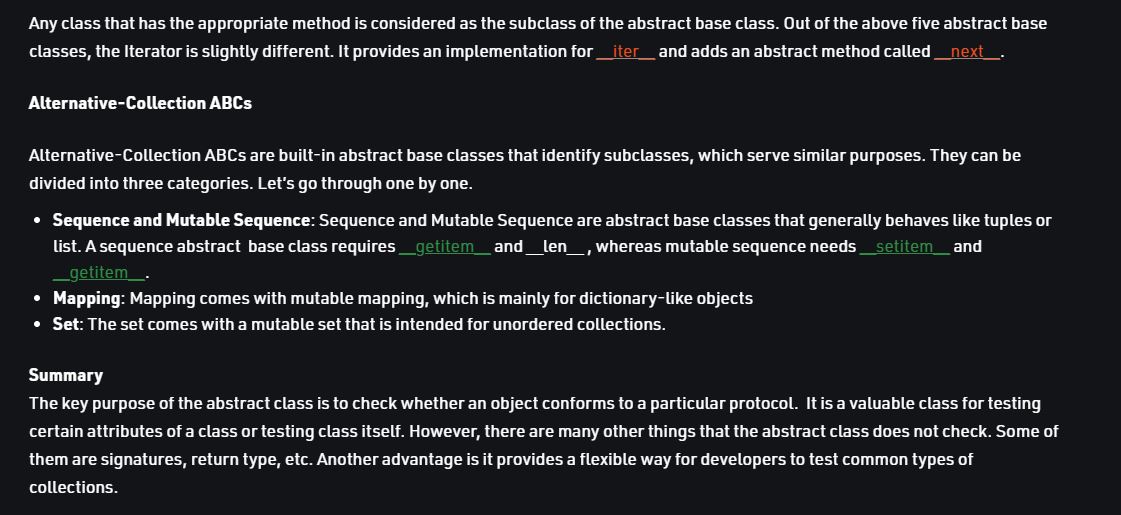 Any class that has the appropriate method is considered as the subclass of the abstract base class. Out of the above five abstract base
classes, the Iterator is slightly different. It provides an implementation for __iter__ and adds an abstract method called __next__.
Alternative-Collection ABCs
Alternative-Collection ABCs are built-in abstract base classes that identify subclasses, which serve similar purposes. They can be
divided into three categories. Let's go through one by one.
• Sequence and Mutable Sequence: Sequence and Mutable Sequence are abstract base classes that generally behaves like tuples or
list. A sequence abstract base class requires __getitem__ and __len__, whereas mutable sequence needs __setitem__ and
__getitem__.
• Mapping: Mapping comes with mutable mapping, which is mainly for dictionary-like objects
• Set: The set comes with a mutable set that is intended for unordered collections.
Summary
The key purpose of the abstract class is to check whether an object conforms to a particular protocol. It is a valuable class for testing
certain attributes of a class or testing class itself. However, there are many other things that the abstract class does not check. Some of
them are signatures, return type, etc. Another advantage is it provides a flexible way for developers to test common types of
collections.